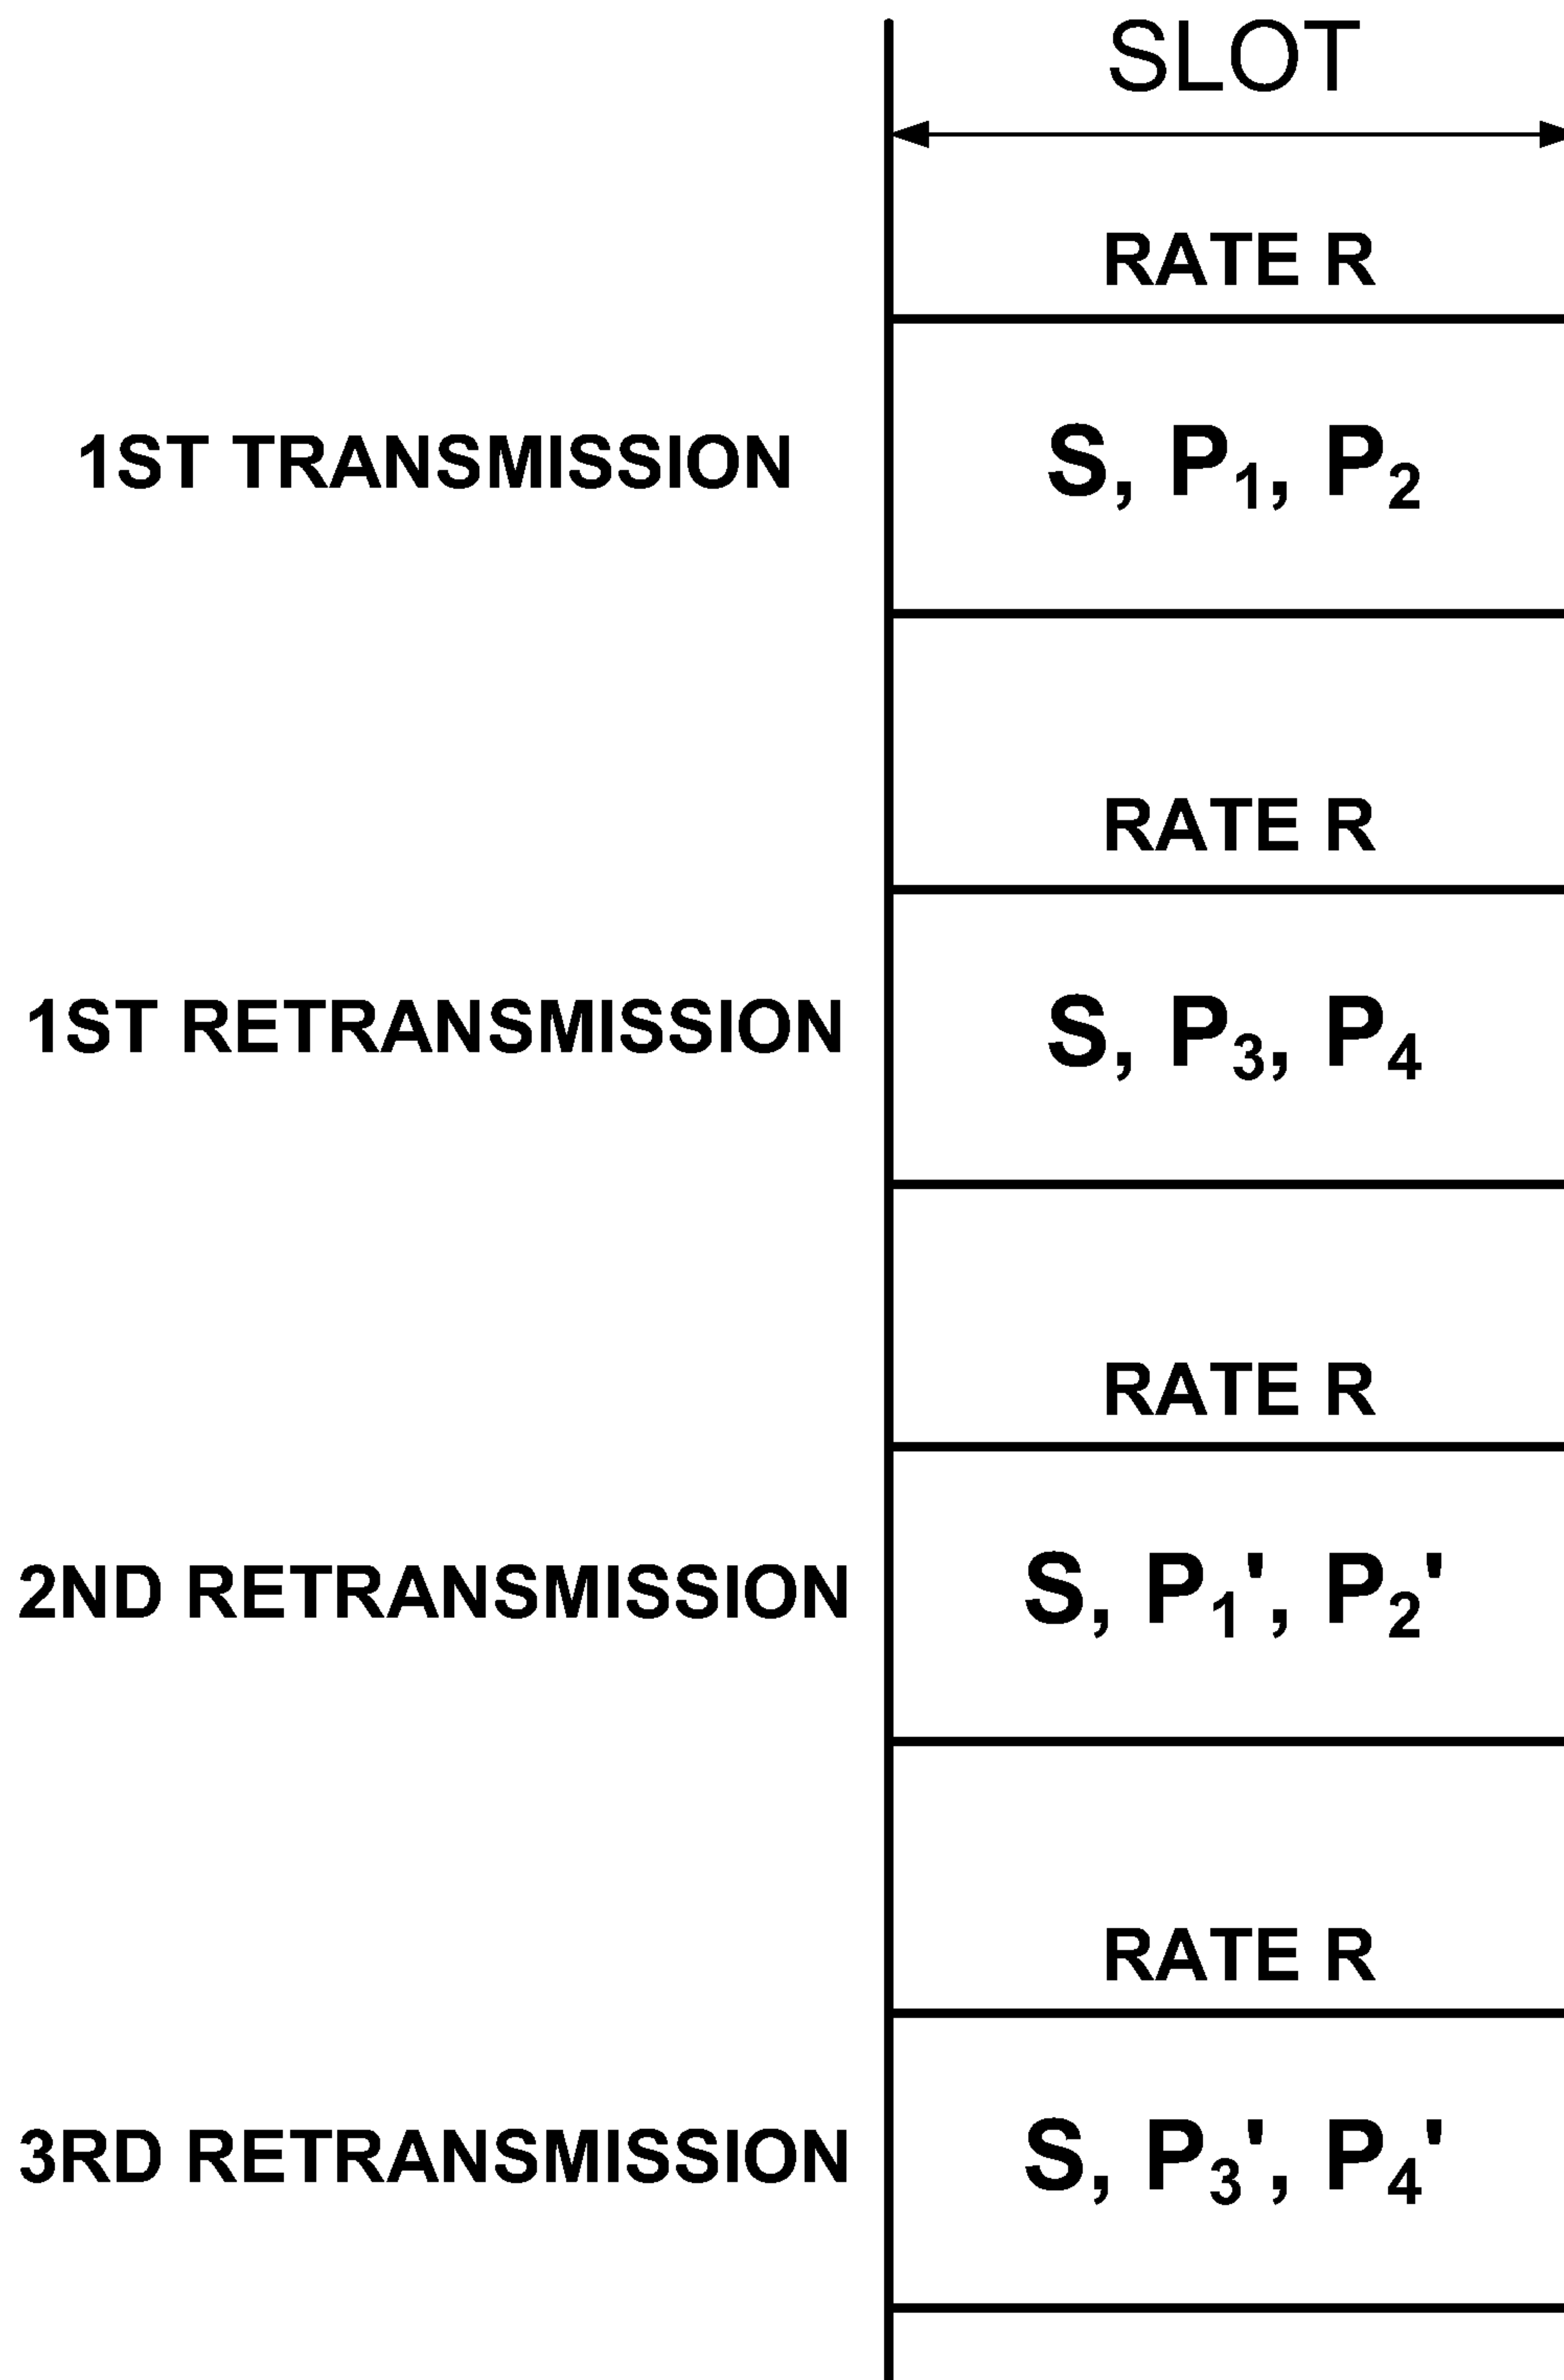 SLOT
RATE R
1ST TRANSMISSION S, P₁, P₂
RATE R
1ST RETRANSMISSION S, P₃, P₄
RATE R
2ND RETRANSMISSION S, P₁', P₂'
RATE R
3RD RETRANSMISSION S, P₃', P₄'